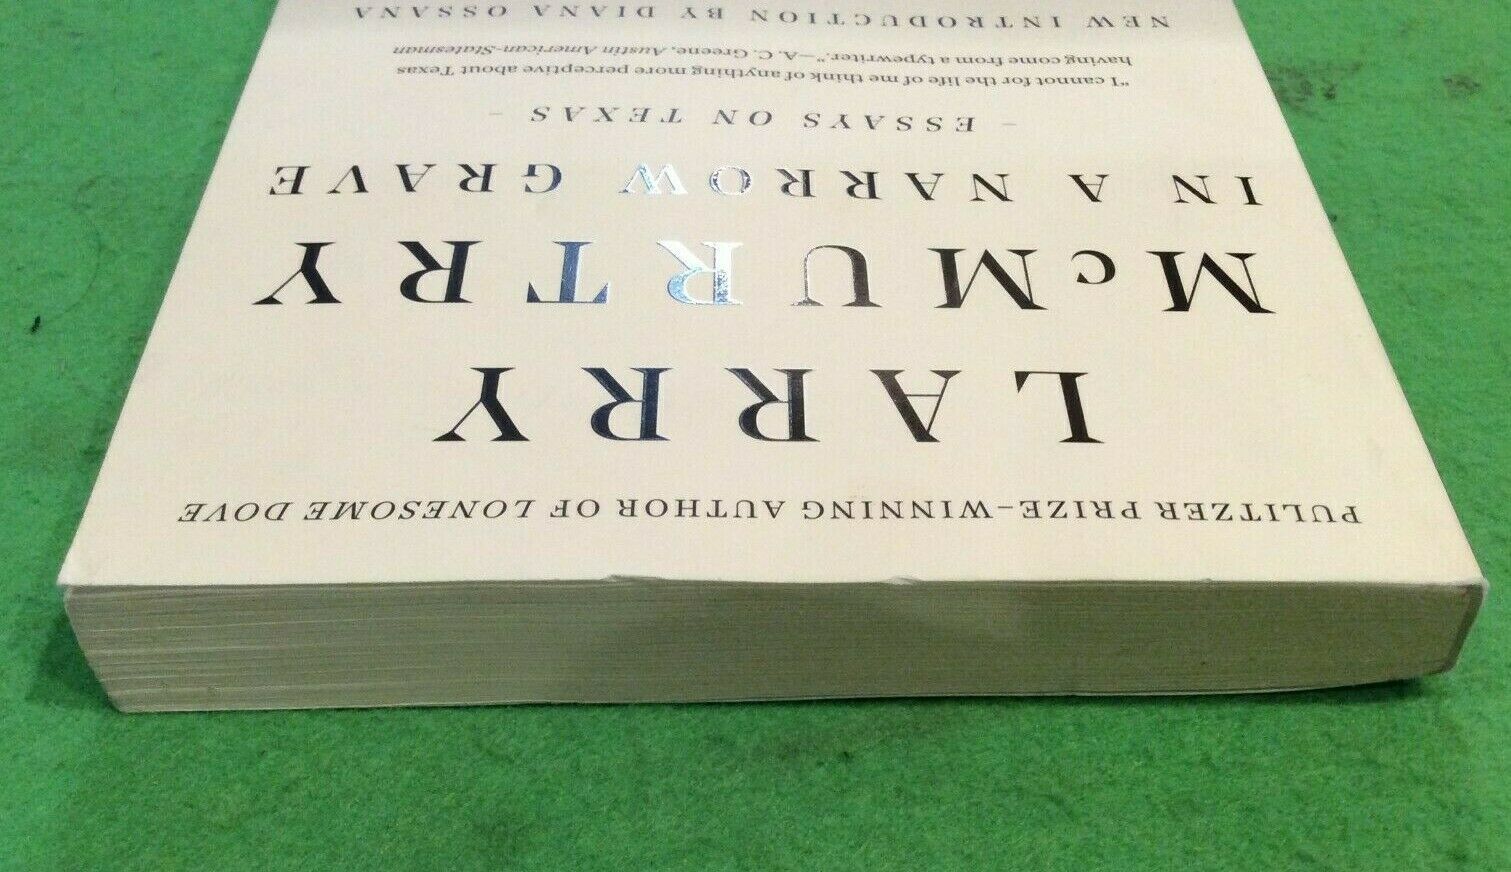 PULITZER PRIZE–WINNING AUTHOR OF LONESOME DOVE
LARRY
McMURTRY
IN A NARROW GRAVE
– ESSAYS ON TEXAS –
"I cannot for the life of me think of anything more perceptive about Texas
having come from a typewriter."—A. C. Greene, Austin American-Statesman
NEW INTRODUCTION BY DIANA OSSANA